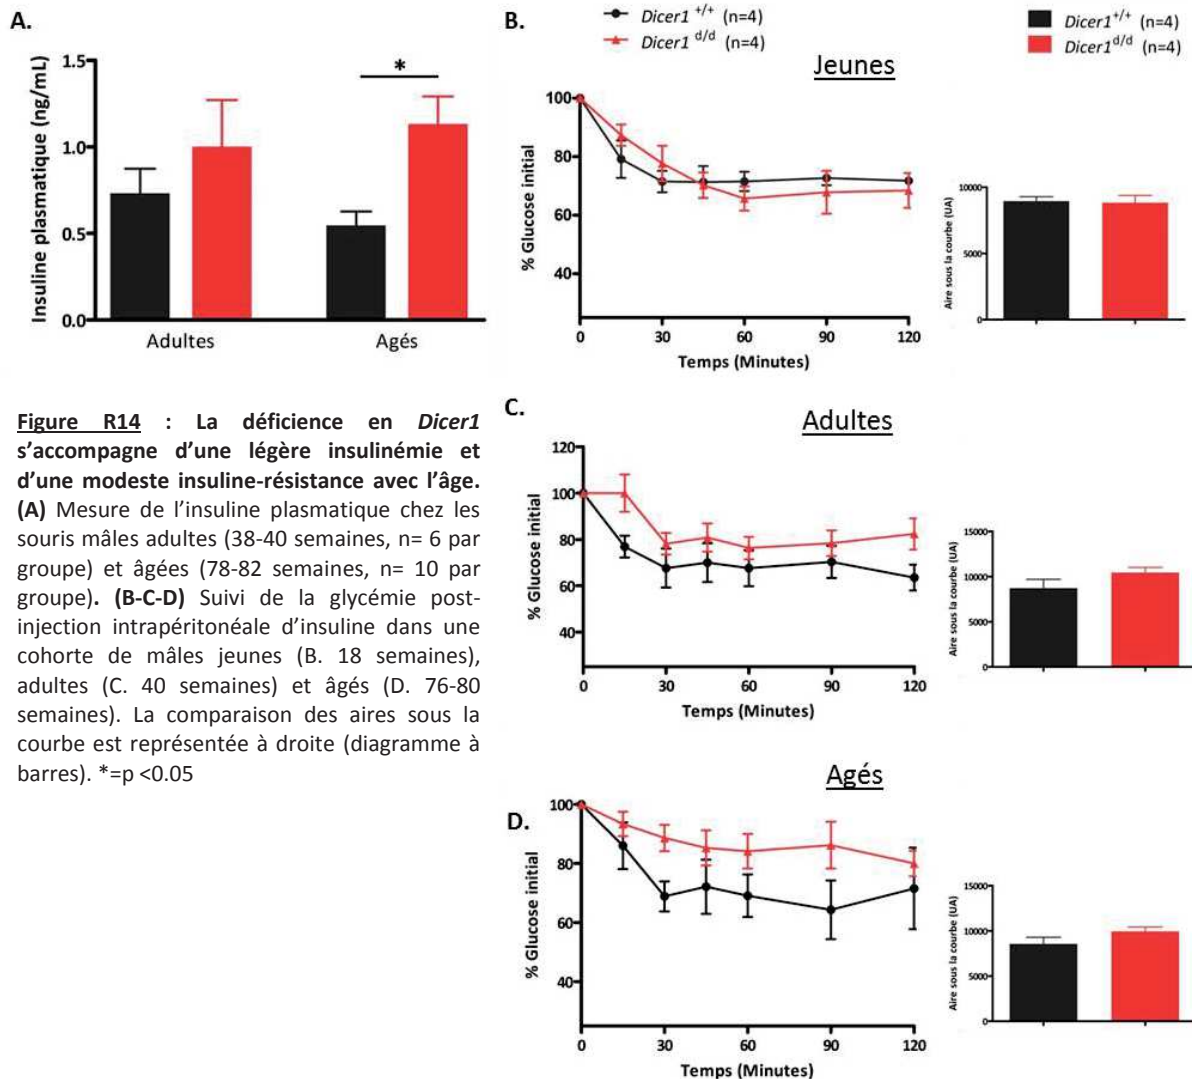 A.
Insuline plasmatique (ng/mL)
1.5
1.0
0.5
0.0
*
Adultes
Agés
B.
Dicer1 +/+ (n=4)
Dicer1 d/d (n=4)
Dicer1+/+ (n=4)
Dicer1d/d (n=4)
Jeunes
% Glucose initial
100
80
60
40
0 30 60 90 120
Temps (Minutes)
Aire sous la courbe (UA)
10000
5000
0
Figure R14 : La déficience en Dicer1
s’accompagne d’une légère insulinémie et
d’une modeste insuline-résistance avec l’âge.
(A) Mesure de l’insuline plasmatique chez les
souris mâles adultes (38-40 semaines, n= 6 par
groupe) et âgées (78-82 semaines, n= 10 par
groupe). (B-C-D) Suivi de la glycémie post-
injection intrapéritonéale d’insuline dans une
cohorte de mâles jeunes (B. 18 semaines),
adultes (C. 40 semaines) et âgés (D. 76-80
semaines). La comparaison des aires sous la
courbe est représentée à droite (diagramme à
barres). *=p <0.05
C.
Adultes
% Glucose initial
120
100
80
60
40
0 30 60 90 120
Temps (Minutes)
Aire sous la courbe (UA)
15000
10000
5000
0
D.
Agés
% Glucose initial
100
80
60
40
0 30 60 90 120
Temps (Minutes)
Aire sous la courbe (UA)
15000
10000
5000
0